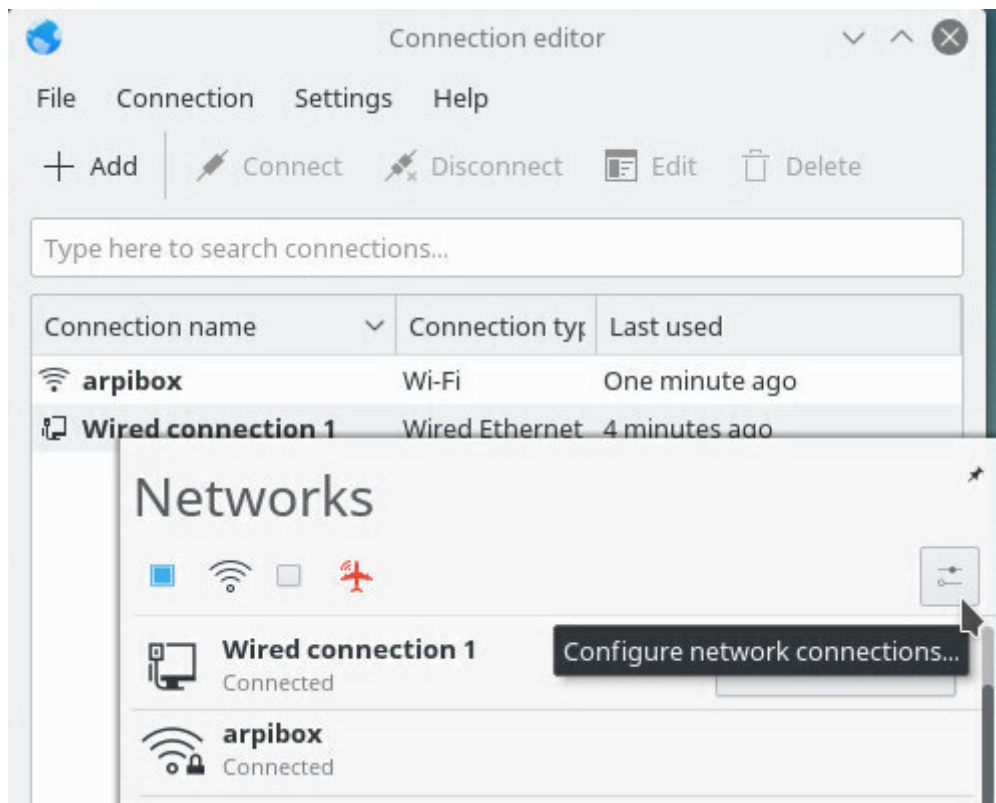 Connection editor
File Connection Settings Help
Add Connect Disconnect Edit Delete
Type here to search connections...
Connection name Connection typ Last used
arpibox Wi-Fi One minute ago
Wired connection 1 Wired Ethernet 4 minutes ago
Networks
Wired connection 1
Configure network connections...
Connected
arpibox
Connected